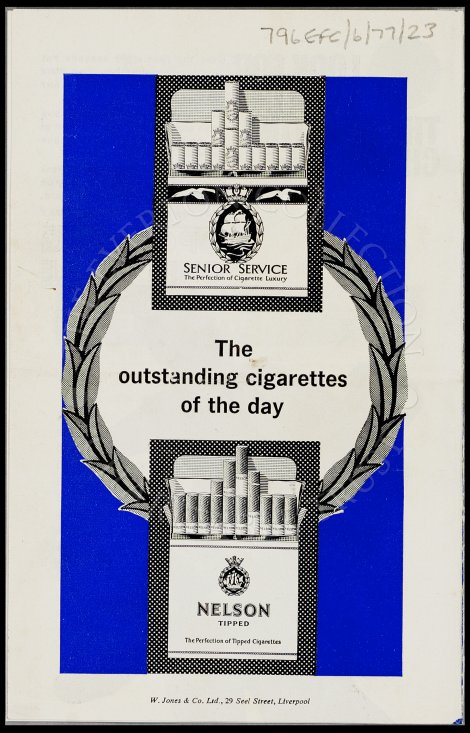 796EFC/6/77/23
SENIOR SERVICE
The Perfection of Cigarette Luxury
The
outstanding cigarettes
of the day
NELSON
TIPPED
The Perfection of Tipped Cigarettes
W. Jones & Co. Ltd., 29 Seel Street, Liverpool